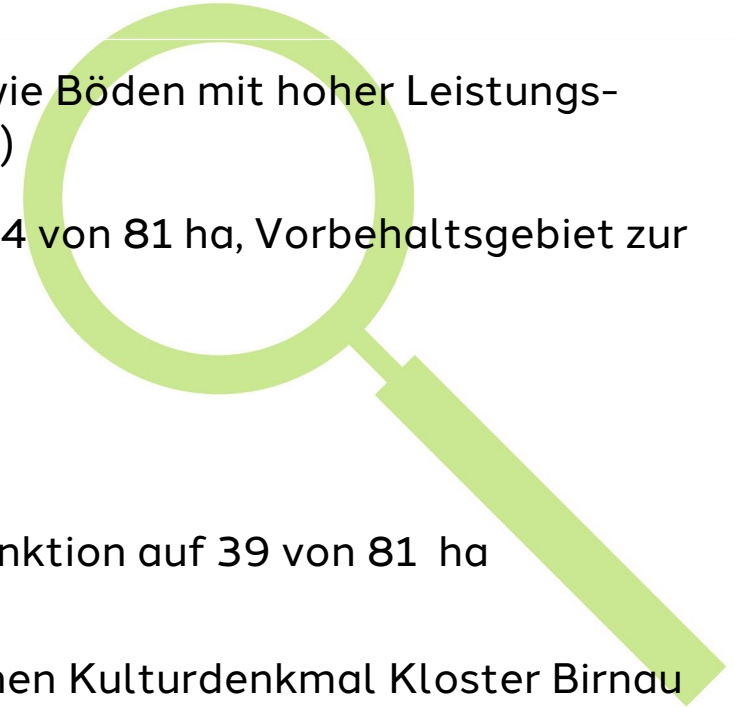 wie Böden mit hoher Leistungs-
)
4 von 81 ha, Vorbehaltsgebiet zur
nktion auf 39 von 81 ha
nen Kulturdenkmal Kloster Birnau